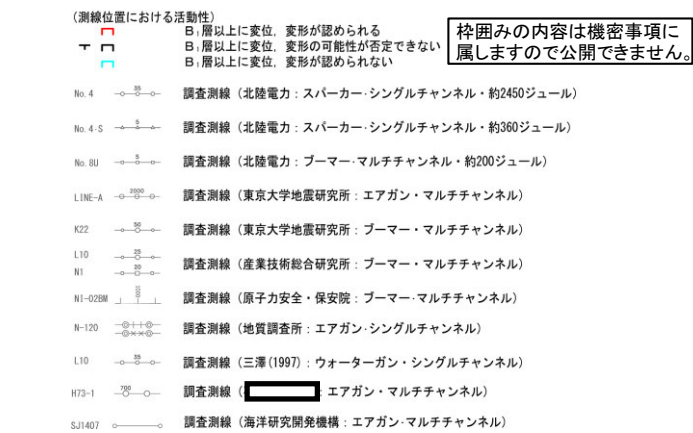 (測線位置における活動性)
B₁層以上に変位，変形が認められる
B₁層以上に変位，変形の可能性が否定できない
B₁層以上に変位，変形が認められない
枠囲みの内容は機密事項に
属しますので公開できません。
No.4 35 調査測線（北陸電力：スパーカー・シングルチャンネル・約2450ジュール）
No.4-S 5 調査測線（北陸電力：スパーカー・シングルチャンネル・約360ジュール）
No.8U 5 調査測線（北陸電力：ブーマー・マルチチャンネル・約200ジュール）
LINE-A 2000 調査測線（東京大学地震研究所：エアガン・マルチチャンネル）
K22 50 調査測線（東京大学地震研究所：ブーマー・マルチチャンネル）
L10 25
N1 20 調査測線（産業技術総合研究所：ブーマー・マルチチャンネル）
NI-02BM 調査測線（原子力安全・保安院：ブーマー・マルチチャンネル）
N-120 調査測線（地質調査所：エアガン・シングルチャンネル）
L10 35 調査測線（三澤(1997)：ウォーターガン・シングルチャンネル）
H73-1 700 調査測線（ ：エアガン・マルチチャンネル）
SJ1407 調査測線（海洋研究開発機構：エアガン・マルチチャンネル）